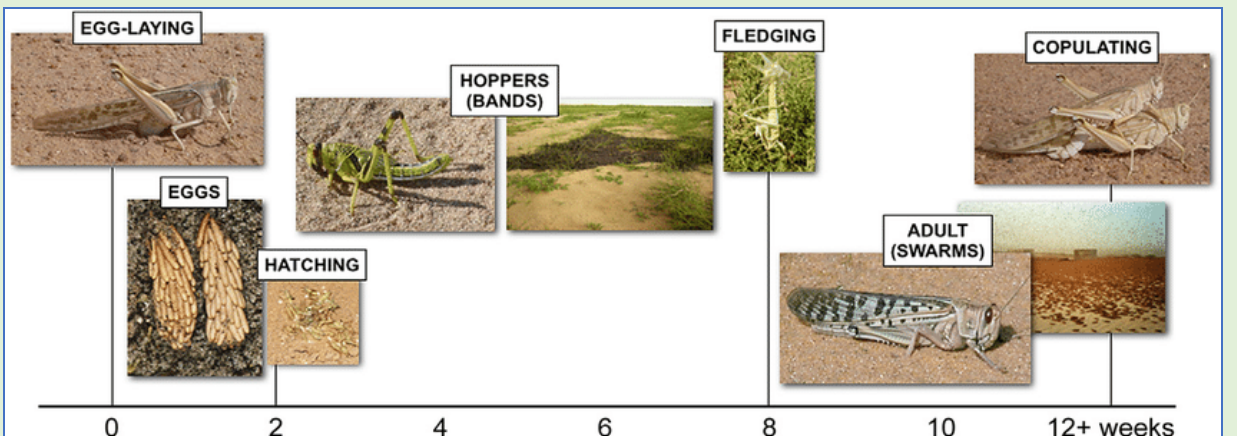 EGG-LAYING
EGGS
HATCHING
HOPPERS
(BANDS)
FLEDGING
ADULT
(SWARMS)
COPULATING
0 2 4 6 8 10 12+ weeks